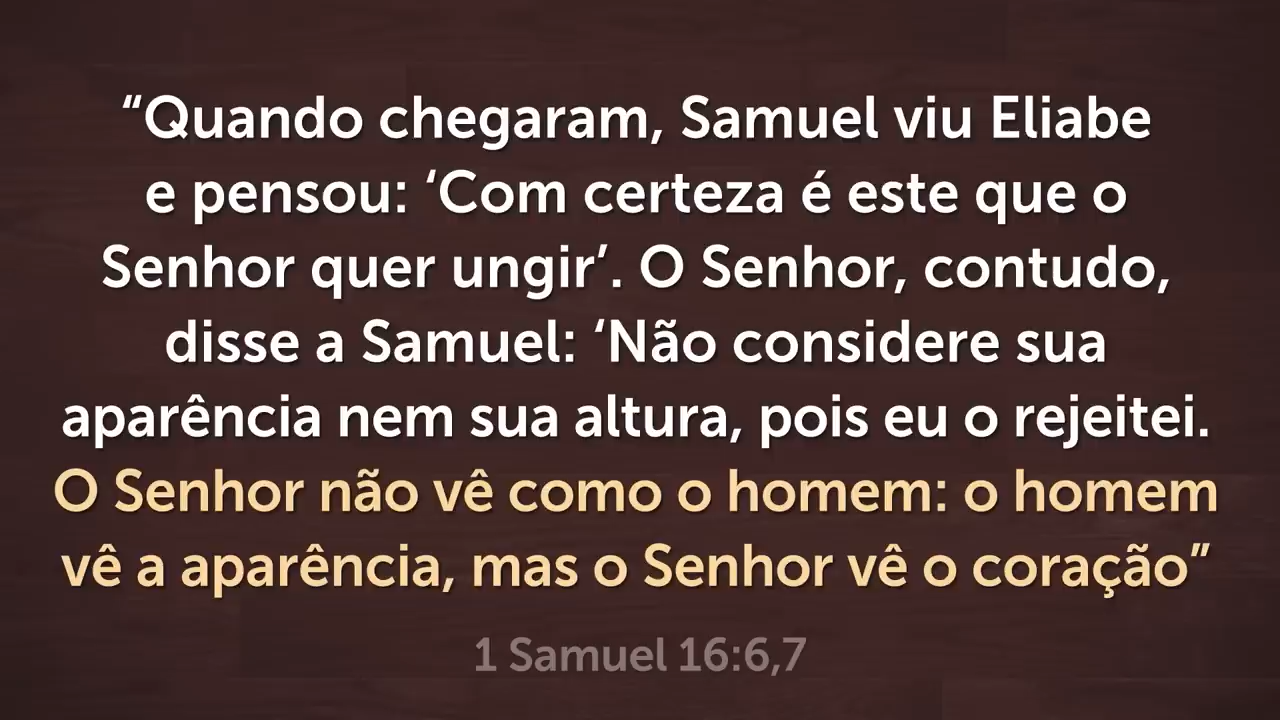 “Quando chegaram, Samuel viu Eliabe
e pensou: ‘Com certeza é este que o
Senhor quer ungir’. O Senhor, contudo,
disse a Samuel: ‘Não considere sua
aparência nem sua altura, pois eu o rejeitei.
O Senhor não vê como o homem: o homem
vê a aparência, mas o Senhor vê o coração”
1 Samuel 16:6,7